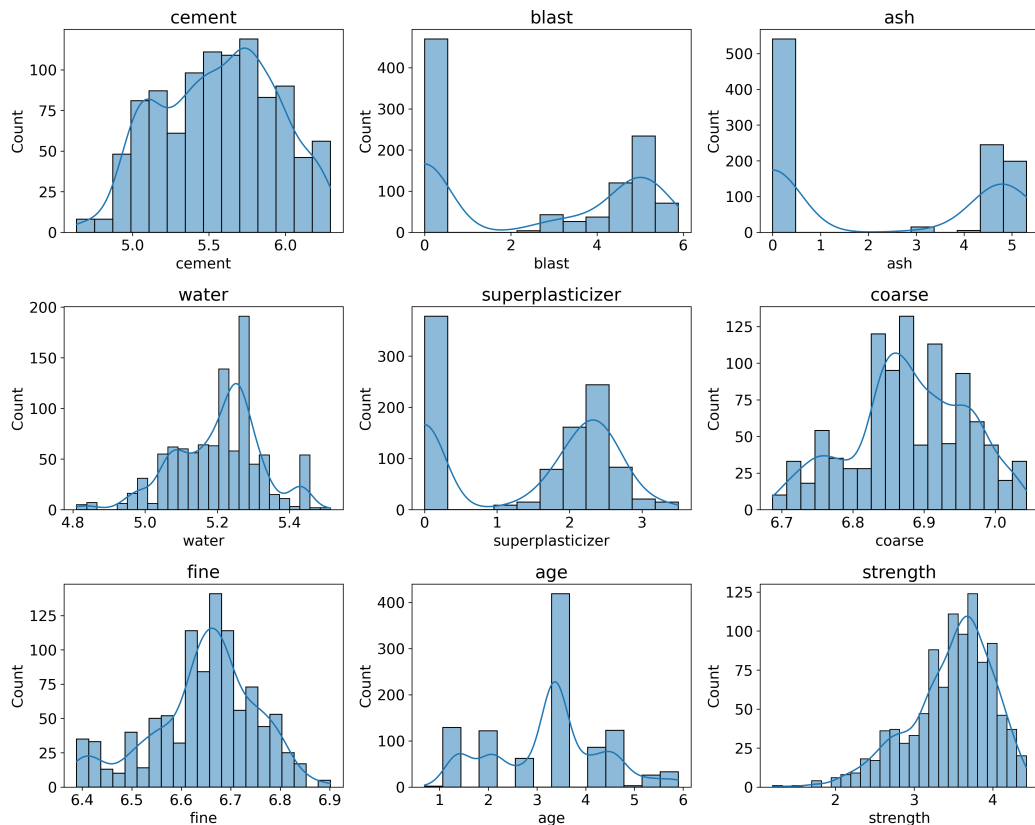 cement
Count
100
75
50
25
0
5.0 5.5 6.0
cement
blast
Count
400
300
200
100
0
0 2 4 6
blast
ash
Count
500
400
300
200
100
0
0 1 2 3 4 5
ash
water
Count
200
150
100
50
0
4.8 5.0 5.2 5.4
water
superplasticizer
Count
300
200
100
0
0 1 2 3
superplasticizer
coarse
Count
125
100
75
50
25
0
6.7 6.8 6.9 7.0
coarse
fine
Count
125
100
75
50
25
0
6.4 6.5 6.6 6.7 6.8 6.9
fine
age
Count
400
300
200
100
0
1 2 3 4 5 6
age
strength
Count
125
100
75
50
25
0
2 3 4
strength